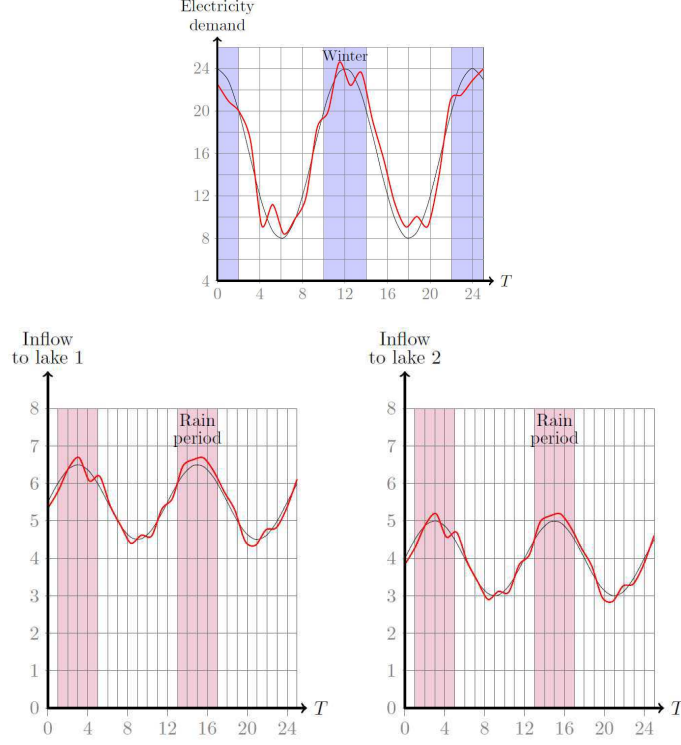 Electricity
demand
Winter
24
20
16
12
8
4
0 4 8 12 16 20 24 T
Inflow
to lake 1
Rain
period
8
7
6
5
4
3
2
1
0
0 4 8 12 16 20 24 T
Inflow
to lake 2
Rain
period
8
7
6
5
4
3
2
1
0
0 4 8 12 16 20 24 T